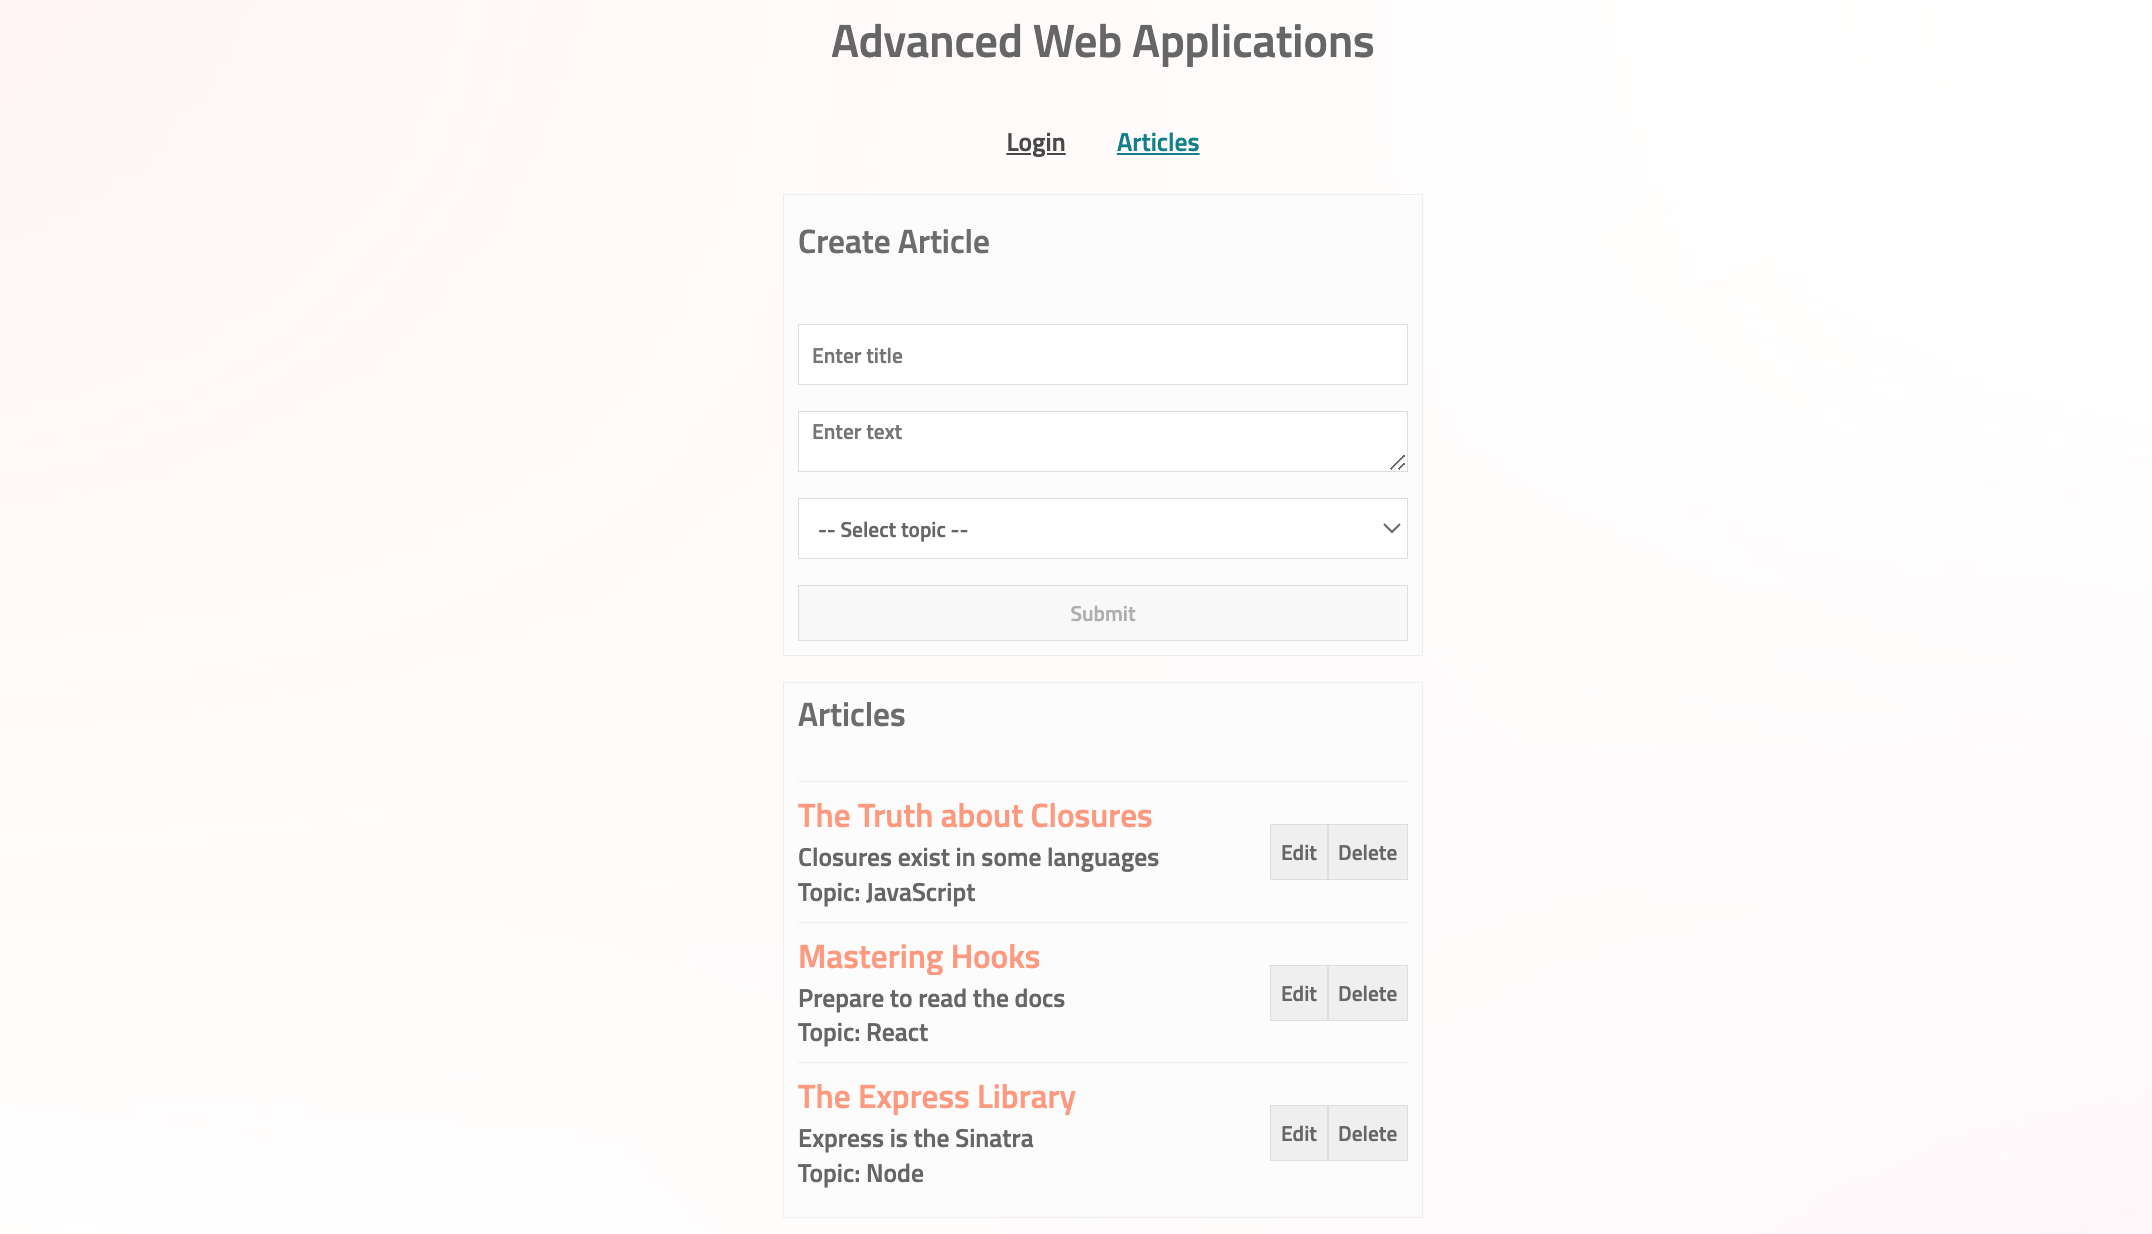 Advanced Web Applications
Login Articles
Create Article
Enter title
Enter text
-- Select topic --
Submit
Articles
The Truth about Closures
Closures exist in some languages
Topic: JavaScript
Edit Delete
Mastering Hooks
Prepare to read the docs
Topic: React
Edit Delete
The Express Library
Express is the Sinatra
Topic: Node
Edit Delete